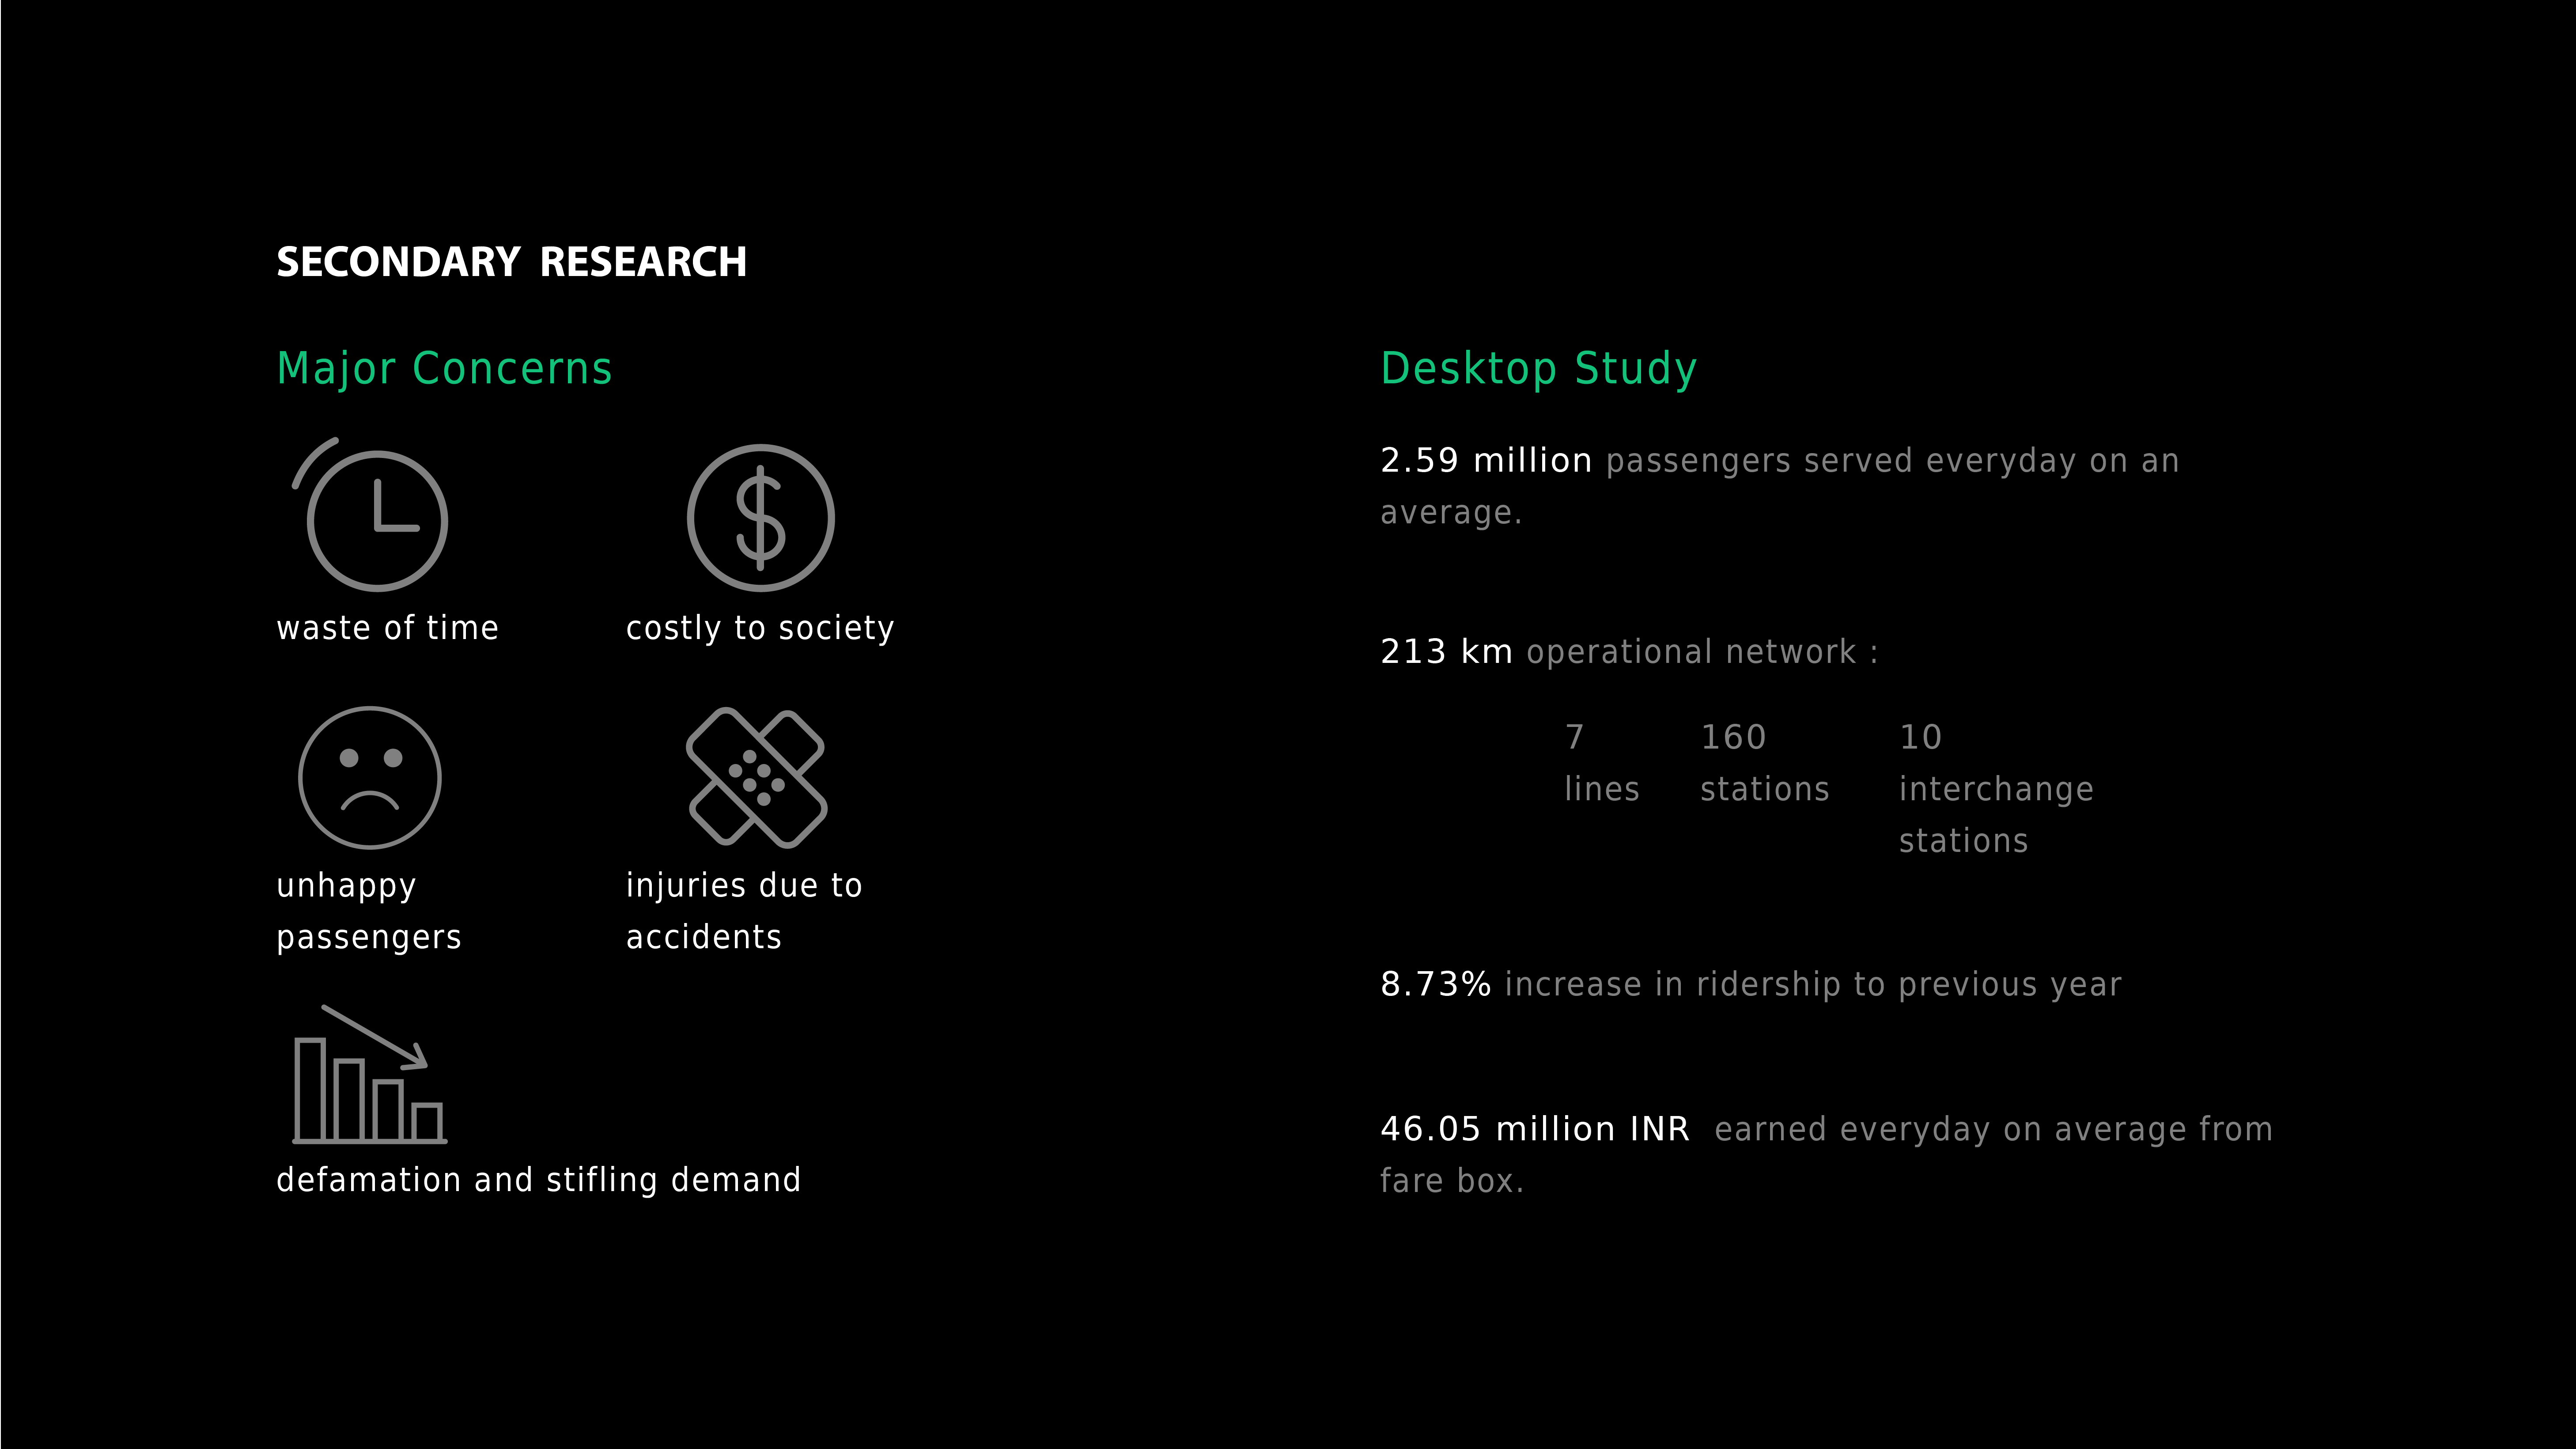 SECONDARY RESEARCH
Major Concerns
waste of time
costly to society
unhappy
passengers
injuries due to
accidents
defamation and stifling demand
Desktop Study
2.59 million passengers served everyday on an
average.
213 km operational network :
7
lines
160
stations
10
interchange
stations
8.73% increase in ridership to previous year
46.05 million INR earned everyday on average from
fare box.